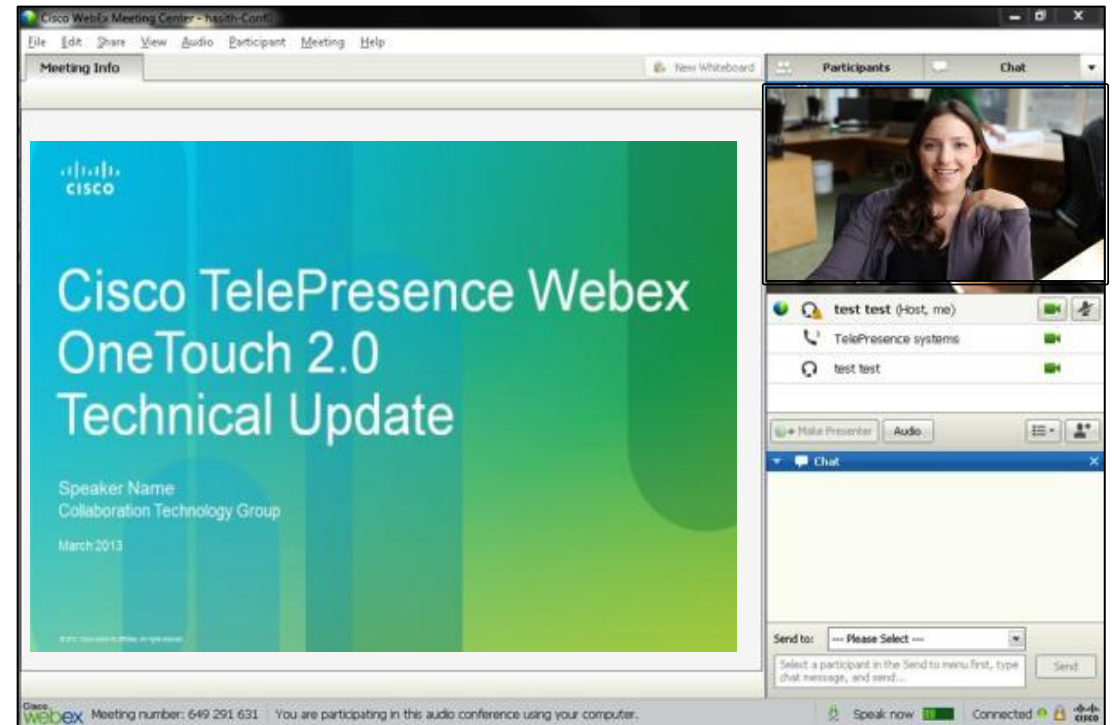 Cisco WebEx Meeting Center - hasith-Conf
File Edit Share View Audio Participant Meeting Help
Meeting Info
New Whiteboard
Participants
Chat
CISCO
Cisco TelePresence Webex
OneTouch 2.0
Technical Update
Speaker Name
Collaboration Technology Group
March 2013
test test (Host, me)
TelePresence systems
test test
Make Presenter
Audio
Chat
Send to: --- Please Select ---
Select a participant in the Send to menu first, type
chat message, and send...
Send
Cisco
webex Meeting number: 649 291 631 You are participating in this audio conference using your computer. Speak now Connected
CISCO